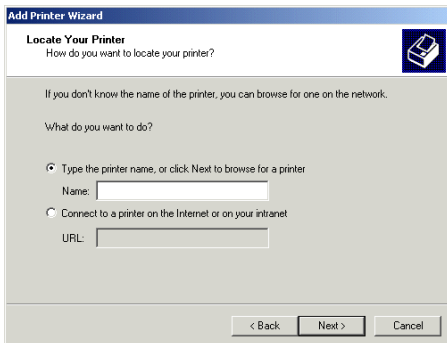 Add Printer Wizard
Locate Your Printer
How do you want to locate your printer?
If you don't know the name of the printer, you can browse for one on the network.
What do you want to do?
Type the printer name, or click Next to browse for a printer
Name:
Connect to a printer on the Internet or on your intranet
URL:
< Back Next > Cancel